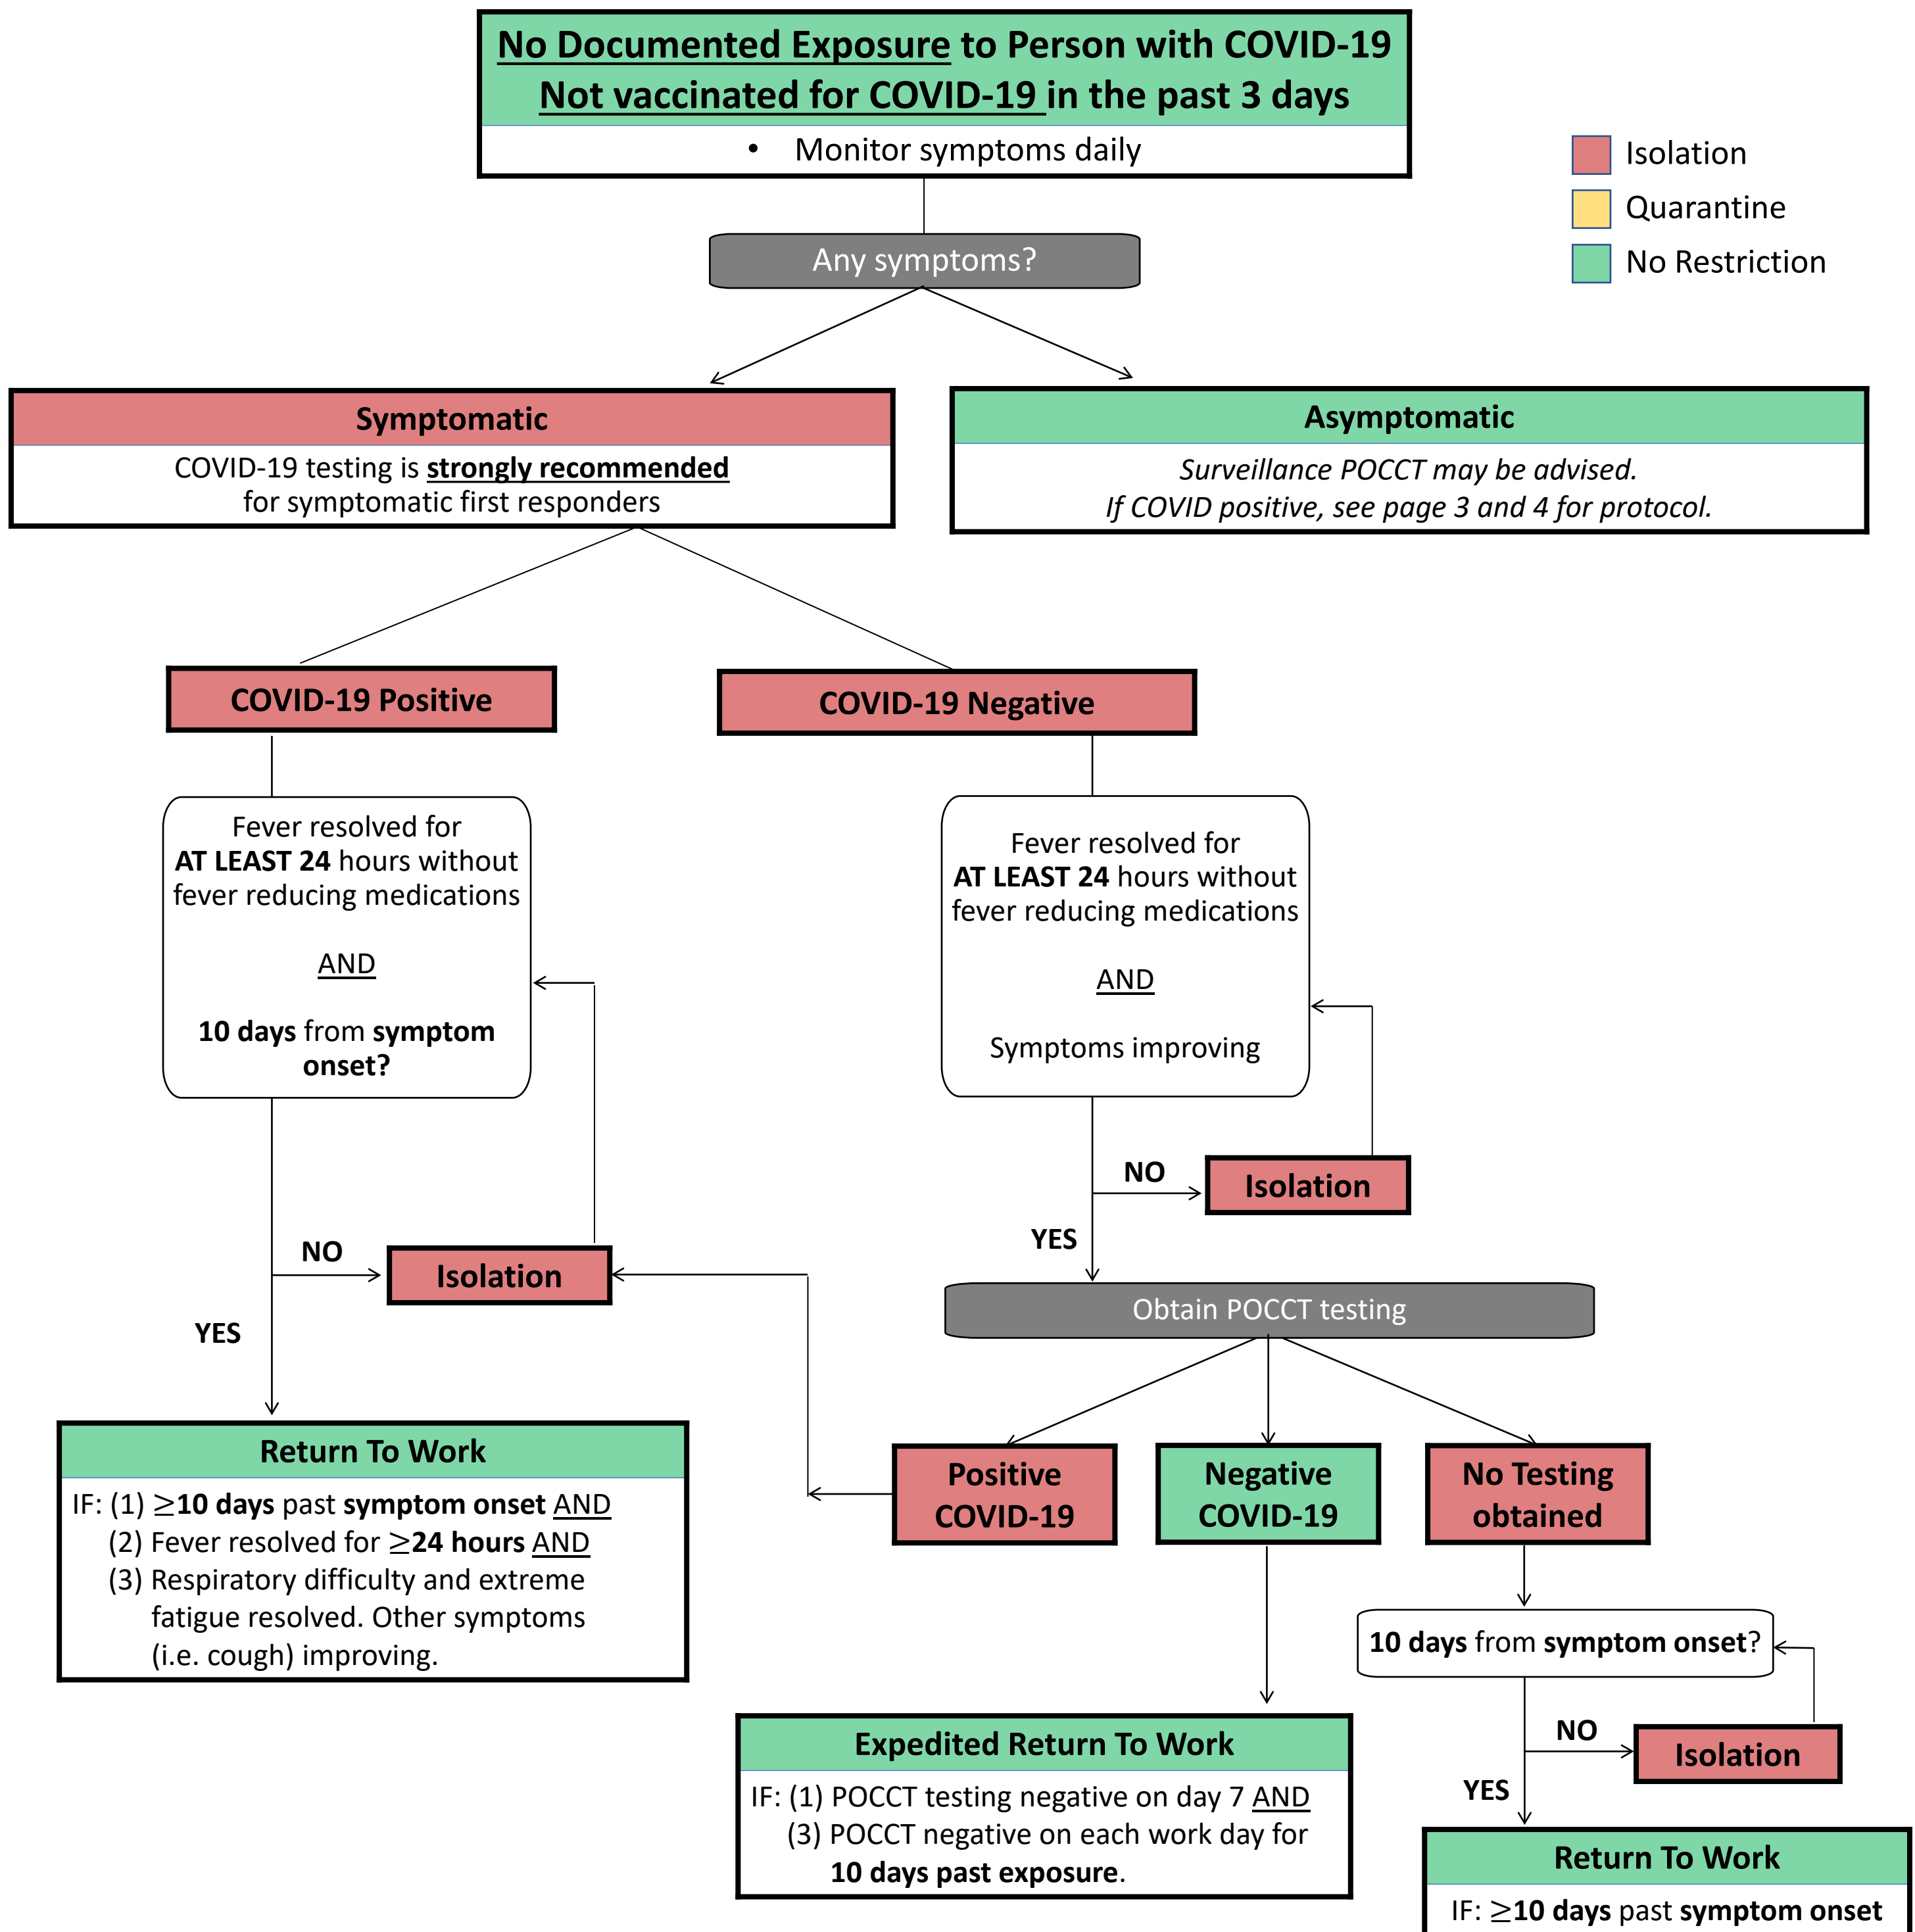 No Documented Exposure to Person with COVID-19
Not vaccinated for COVID-19 in the past 3 days
• Monitor symptoms daily
Isolation
Quarantine
No Restriction
Any symptoms?
Symptomatic
COVID-19 testing is strongly recommended
for symptomatic first responders
Asymptomatic
Surveillance POCCT may be advised.
If COVID positive, see page 3 and 4 for protocol.
COVID-19 Positive
COVID-19 Negative
Fever resolved for
AT LEAST 24 hours without
fever reducing medications
AND
10 days from symptom
onset?
Fever resolved for
AT LEAST 24 hours without
fever reducing medications
AND
Symptoms improving
NO
Isolation
YES
NO
Isolation
YES
Obtain POCCT testing
Return To Work
IF: (1) ≥10 days past symptom onset AND
(2) Fever resolved for ≥24 hours AND
(3) Respiratory difficulty and extreme
fatigue resolved. Other symptoms
(i.e. cough) improving.
Positive
COVID-19
Negative
COVID-19
No Testing
obtained
10 days from symptom onset?
NO
Isolation
YES
Expedited Return To Work
IF: (1) POCCT testing negative on day 7 AND
(3) POCCT negative on each work day for
10 days past exposure.
Return To Work
IF: ≥10 days past symptom onset